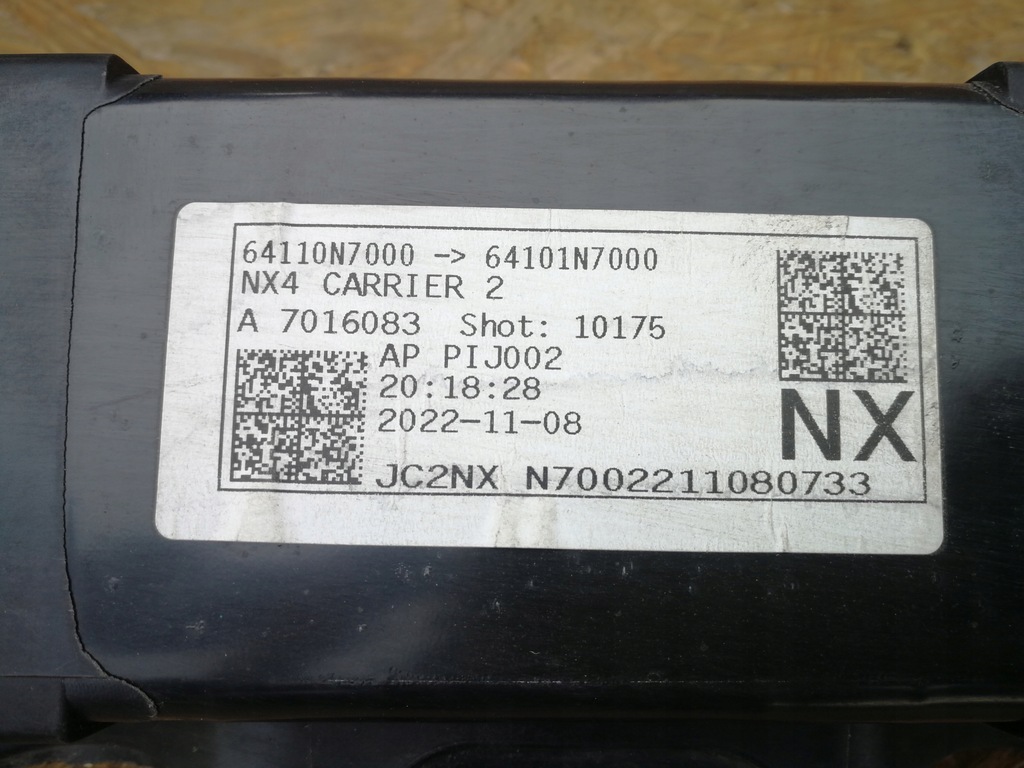 64110N7000 -> 64101N7000
NX4 CARRIER 2
A 7016083 Shot: 10175
AP PIJ002
20:18:28
2022-11-08
NX
JC2NX N7002211080733